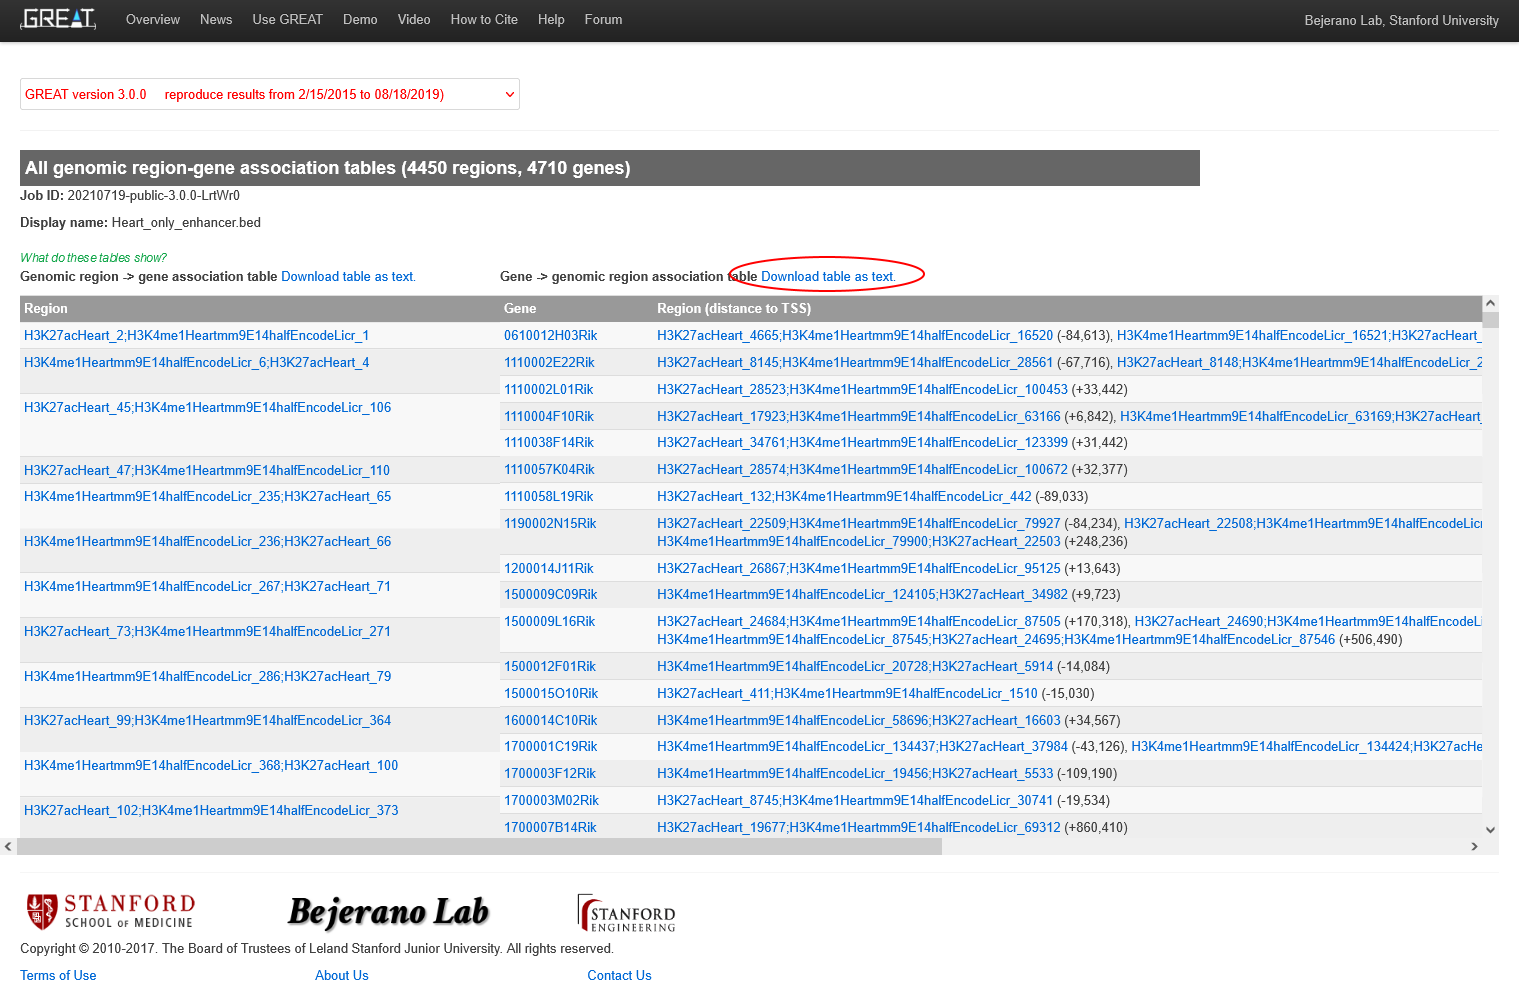 GREAT Overview News Use GREAT Demo Video How to Cite Help Forum Bejerano Lab, Stanford University
GREAT version 3.0.0 reproduce results from 2/15/2015 to 08/18/2019)
All genomic region-gene association tables (4450 regions, 4710 genes)
Job ID: 20210719-public-3.0.0-LrtWr0
Display name: Heart_only_enhancer.bed
What do these tables show?
Genomic region -> gene association table Download table as text.
Region
H3K27acHeart_2;H3K4me1Heartmm9E14halfEncodeLicr_1
H3K4me1Heartmm9E14halfEncodeLicr_6;H3K27acHeart_4
H3K27acHeart_45;H3K4me1Heartmm9E14halfEncodeLicr_106
H3K27acHeart_47;H3K4me1Heartmm9E14halfEncodeLicr_110
H3K4me1Heartmm9E14halfEncodeLicr_235;H3K27acHeart_65
H3K4me1Heartmm9E14halfEncodeLicr_236;H3K27acHeart_66
H3K4me1Heartmm9E14halfEncodeLicr_267;H3K27acHeart_71
H3K27acHeart_73;H3K4me1Heartmm9E14halfEncodeLicr_271
H3K4me1Heartmm9E14halfEncodeLicr_286;H3K27acHeart_79
H3K27acHeart_99;H3K4me1Heartmm9E14halfEncodeLicr_364
H3K4me1Heartmm9E14halfEncodeLicr_368;H3K27acHeart_100
H3K27acHeart_102;H3K4me1Heartmm9E14halfEncodeLicr_373
Gene -> genomic region association table Download table as text.
Gene Region (distance to TSS)
0610012H03Rik H3K27acHeart_4665;H3K4me1Heartmm9E14halfEncodeLicr_16520 (-84,613), H3K4me1Heartmm9E14halfEncodeLicr_16521;H3K27acHeart_
1110002E22Rik H3K27acHeart_8145;H3K4me1Heartmm9E14halfEncodeLicr_28561 (-67,716), H3K27acHeart_8148;H3K4me1Heartmm9E14halfEncodeLicr_2
1110002L01Rik H3K27acHeart_28523;H3K4me1Heartmm9E14halfEncodeLicr_100453 (+33,442)
1110004F10Rik H3K27acHeart_17923;H3K4me1Heartmm9E14halfEncodeLicr_63166 (+6,842), H3K4me1Heartmm9E14halfEncodeLicr_63169;H3K27acHeart_
1110038F14Rik H3K27acHeart_34761;H3K4me1Heartmm9E14halfEncodeLicr_123399 (+31,442)
1110057K04Rik H3K27acHeart_28574;H3K4me1Heartmm9E14halfEncodeLicr_100672 (+32,377)
1110058L19Rik H3K27acHeart_132;H3K4me1Heartmm9E14halfEncodeLicr_442 (-89,033)
1190002N15Rik H3K27acHeart_22509;H3K4me1Heartmm9E14halfEncodeLicr_79927 (-84,234), H3K27acHeart_22508;H3K4me1Heartmm9E14halfEncodeLicr
H3K4me1Heartmm9E14halfEncodeLicr_79900;H3K27acHeart_22503 (+248,236)
1200014J11Rik H3K27acHeart_26867;H3K4me1Heartmm9E14halfEncodeLicr_95125 (+13,643)
1500009C09Rik H3K4me1Heartmm9E14halfEncodeLicr_124105;H3K27acHeart_34982 (+9,723)
1500009L16Rik H3K27acHeart_24684;H3K4me1Heartmm9E14halfEncodeLicr_87505 (+170,318), H3K27acHeart_24690;H3K4me1Heartmm9E14halfEncodeLi
H3K4me1Heartmm9E14halfEncodeLicr_87545;H3K27acHeart_24695;H3K4me1Heartmm9E14halfEncodeLicr_87546 (+506,490)
1500012F01Rik H3K4me1Heartmm9E14halfEncodeLicr_20728;H3K27acHeart_5914 (-14,084)
1500015O10Rik H3K27acHeart_411;H3K4me1Heartmm9E14halfEncodeLicr_1510 (-15,030)
1600014C10Rik H3K4me1Heartmm9E14halfEncodeLicr_58696;H3K27acHeart_16603 (+34,567)
1700001C19Rik H3K4me1Heartmm9E14halfEncodeLicr_134437;H3K27acHeart_37984 (-43,126), H3K4me1Heartmm9E14halfEncodeLicr_134424;H3K27acHe
1700003F12Rik H3K4me1Heartmm9E14halfEncodeLicr_19456;H3K27acHeart_5533 (-109,190)
1700003M02Rik H3K27acHeart_8745;H3K4me1Heartmm9E14halfEncodeLicr_30741 (-19,534)
1700007B14Rik H3K27acHeart_19677;H3K4me1Heartmm9E14halfEncodeLicr_69312 (+860,410)
STANFORD
SCHOOL OF MEDICINE
Bejerano Lab
STANFORD
ENGINEERING
Copyright © 2010-2017. The Board of Trustees of Leland Stanford Junior University. All rights reserved.
Terms of Use About Us Contact Us